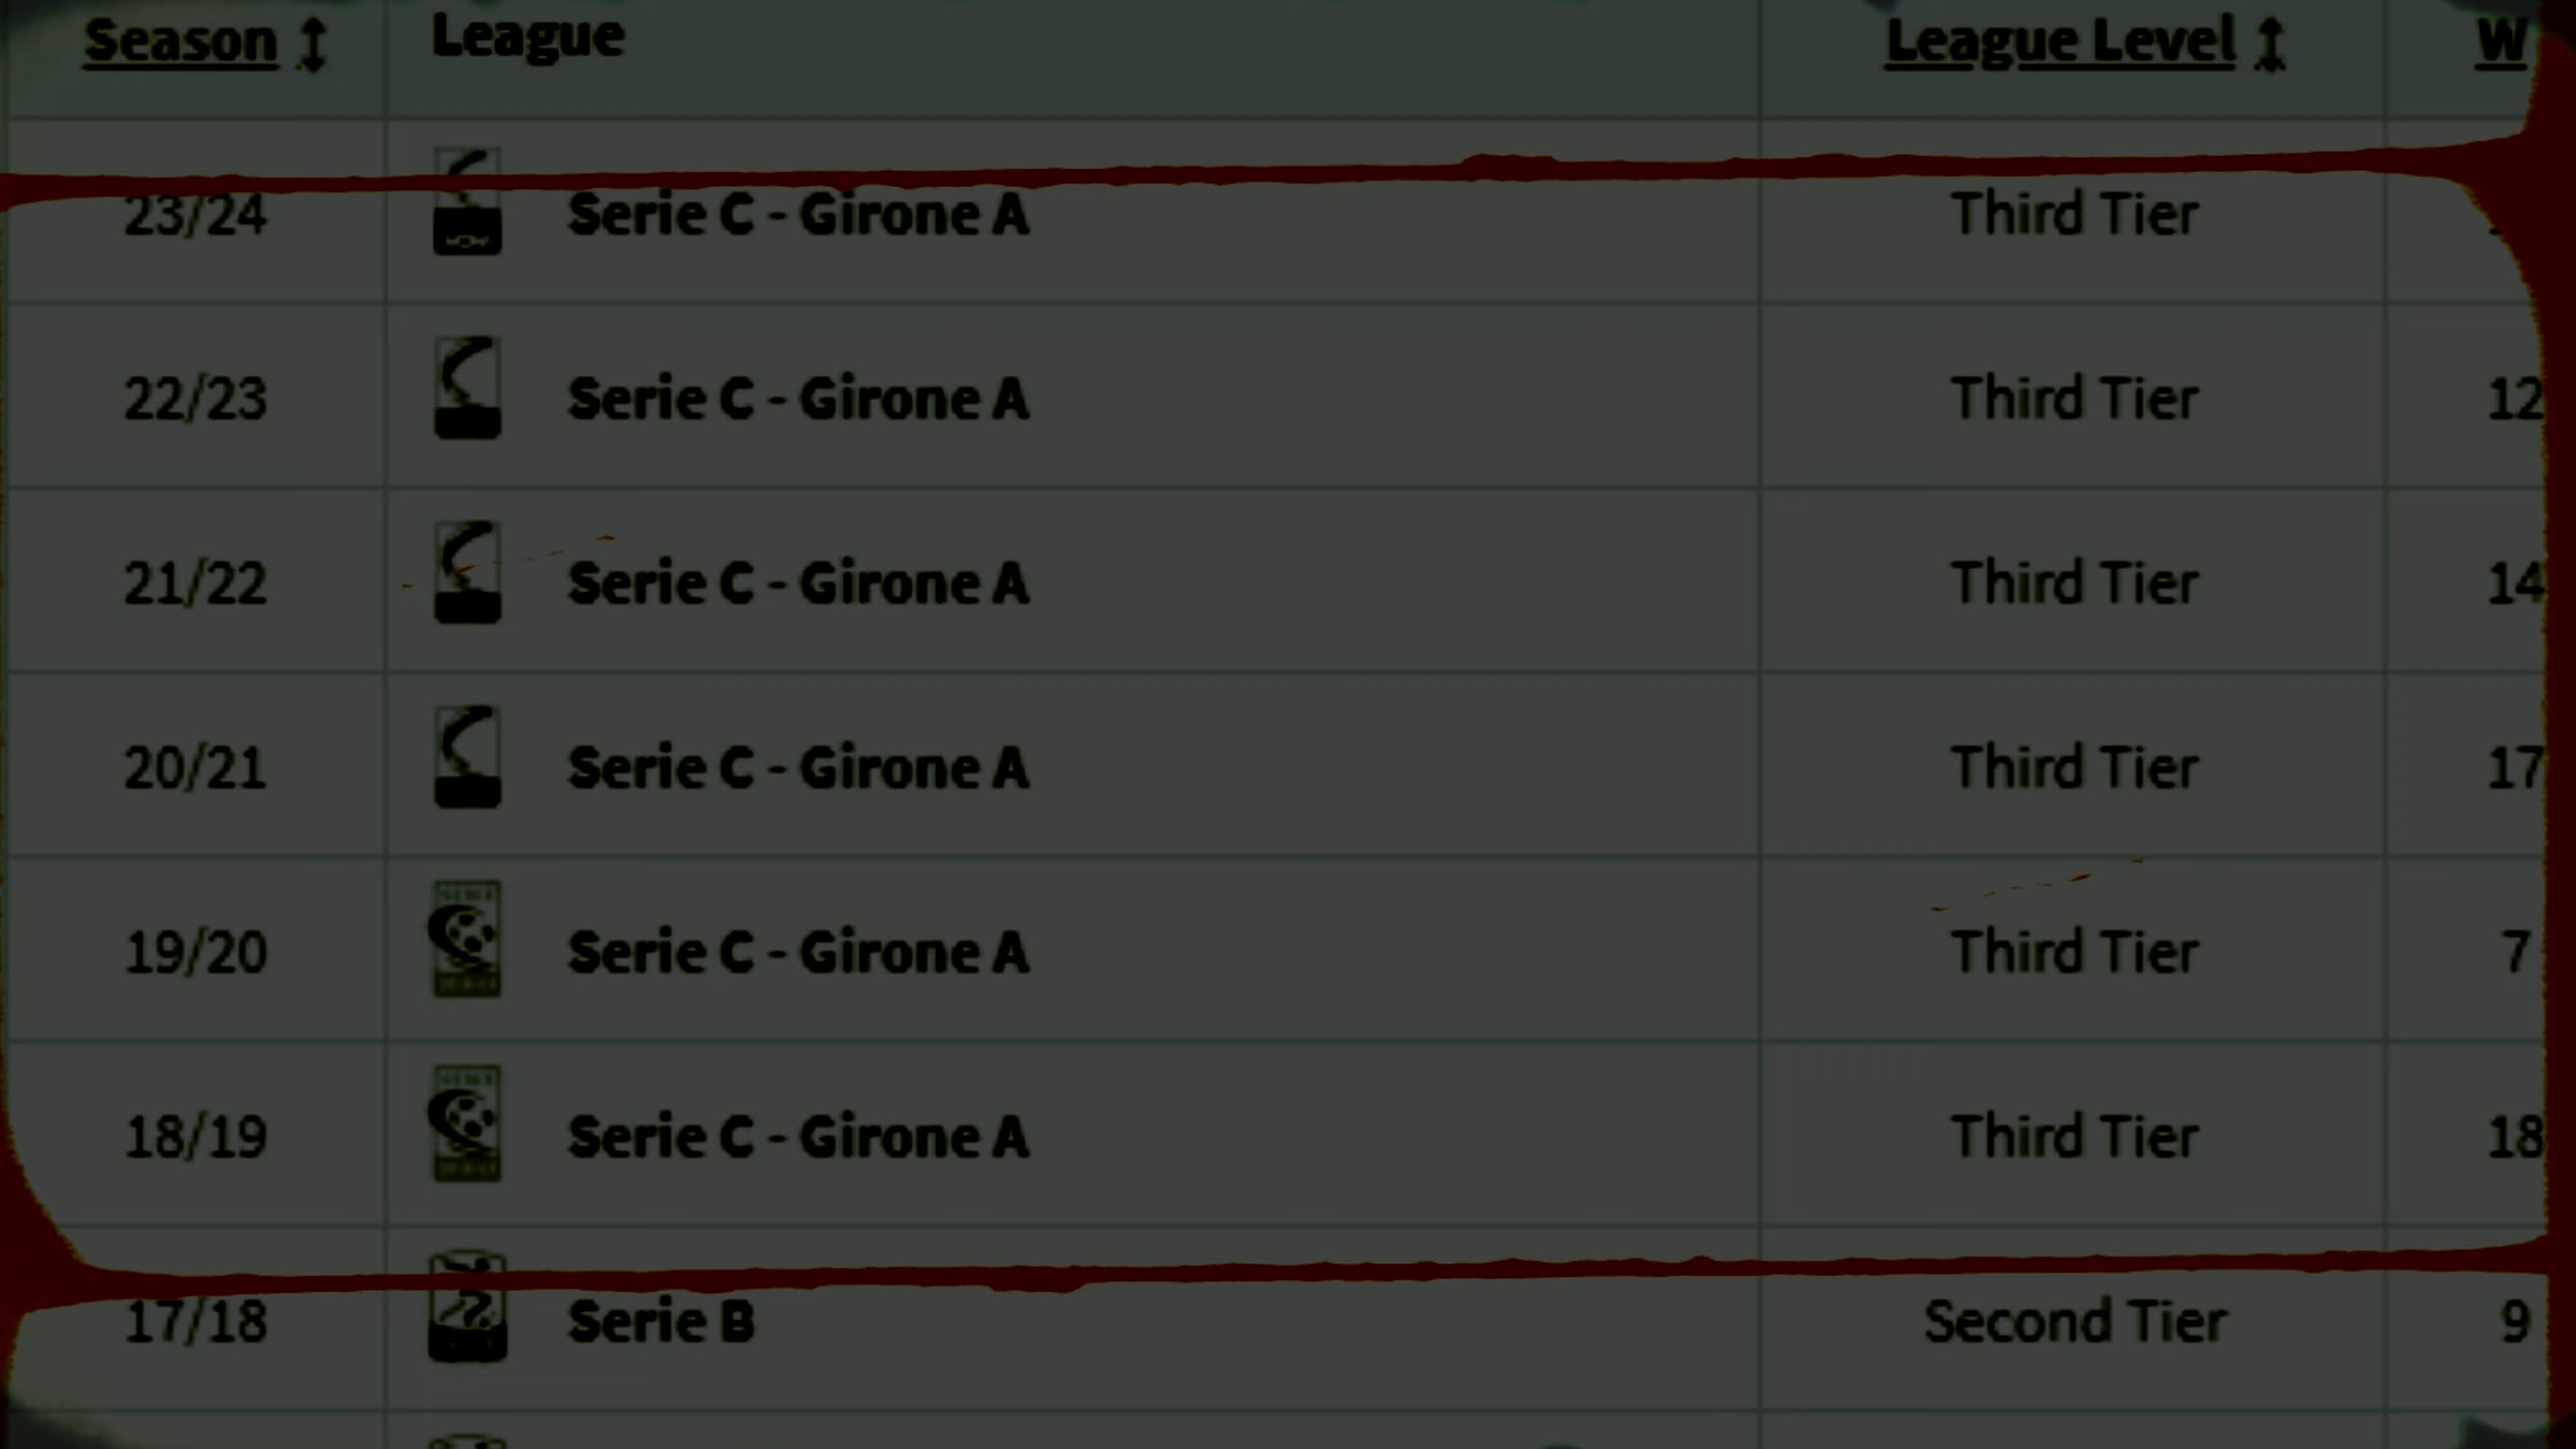 Season League League Level W
23/24 Serie C - Girone A Third Tier
22/23 Serie C - Girone A Third Tier 12
21/22 Serie C - Girone A Third Tier 14
20/21 Serie C - Girone A Third Tier 17
19/20 Serie C - Girone A Third Tier 7
18/19 Serie C - Girone A Third Tier 18
17/18 Serie B Second Tier 9